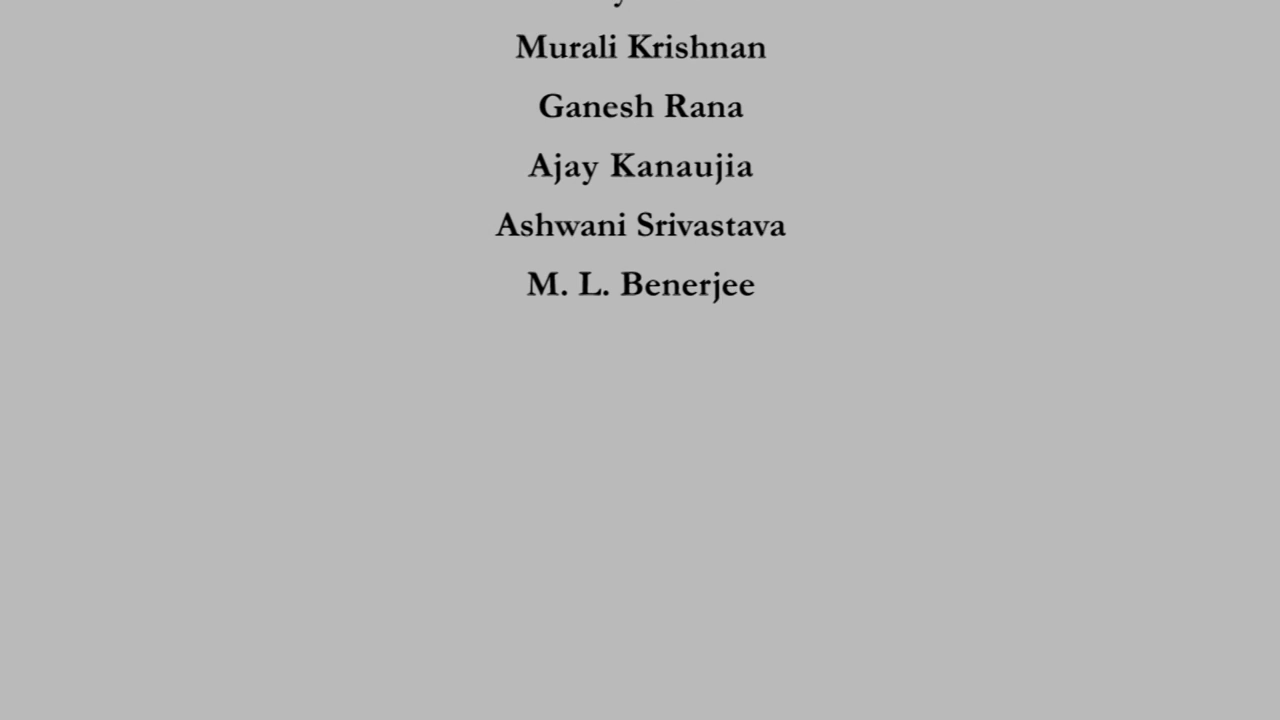 Murali Krishnan
Ganesh Rana
Ajay Kanaujia
Ashwani Srivastava
M. L. Benerjee